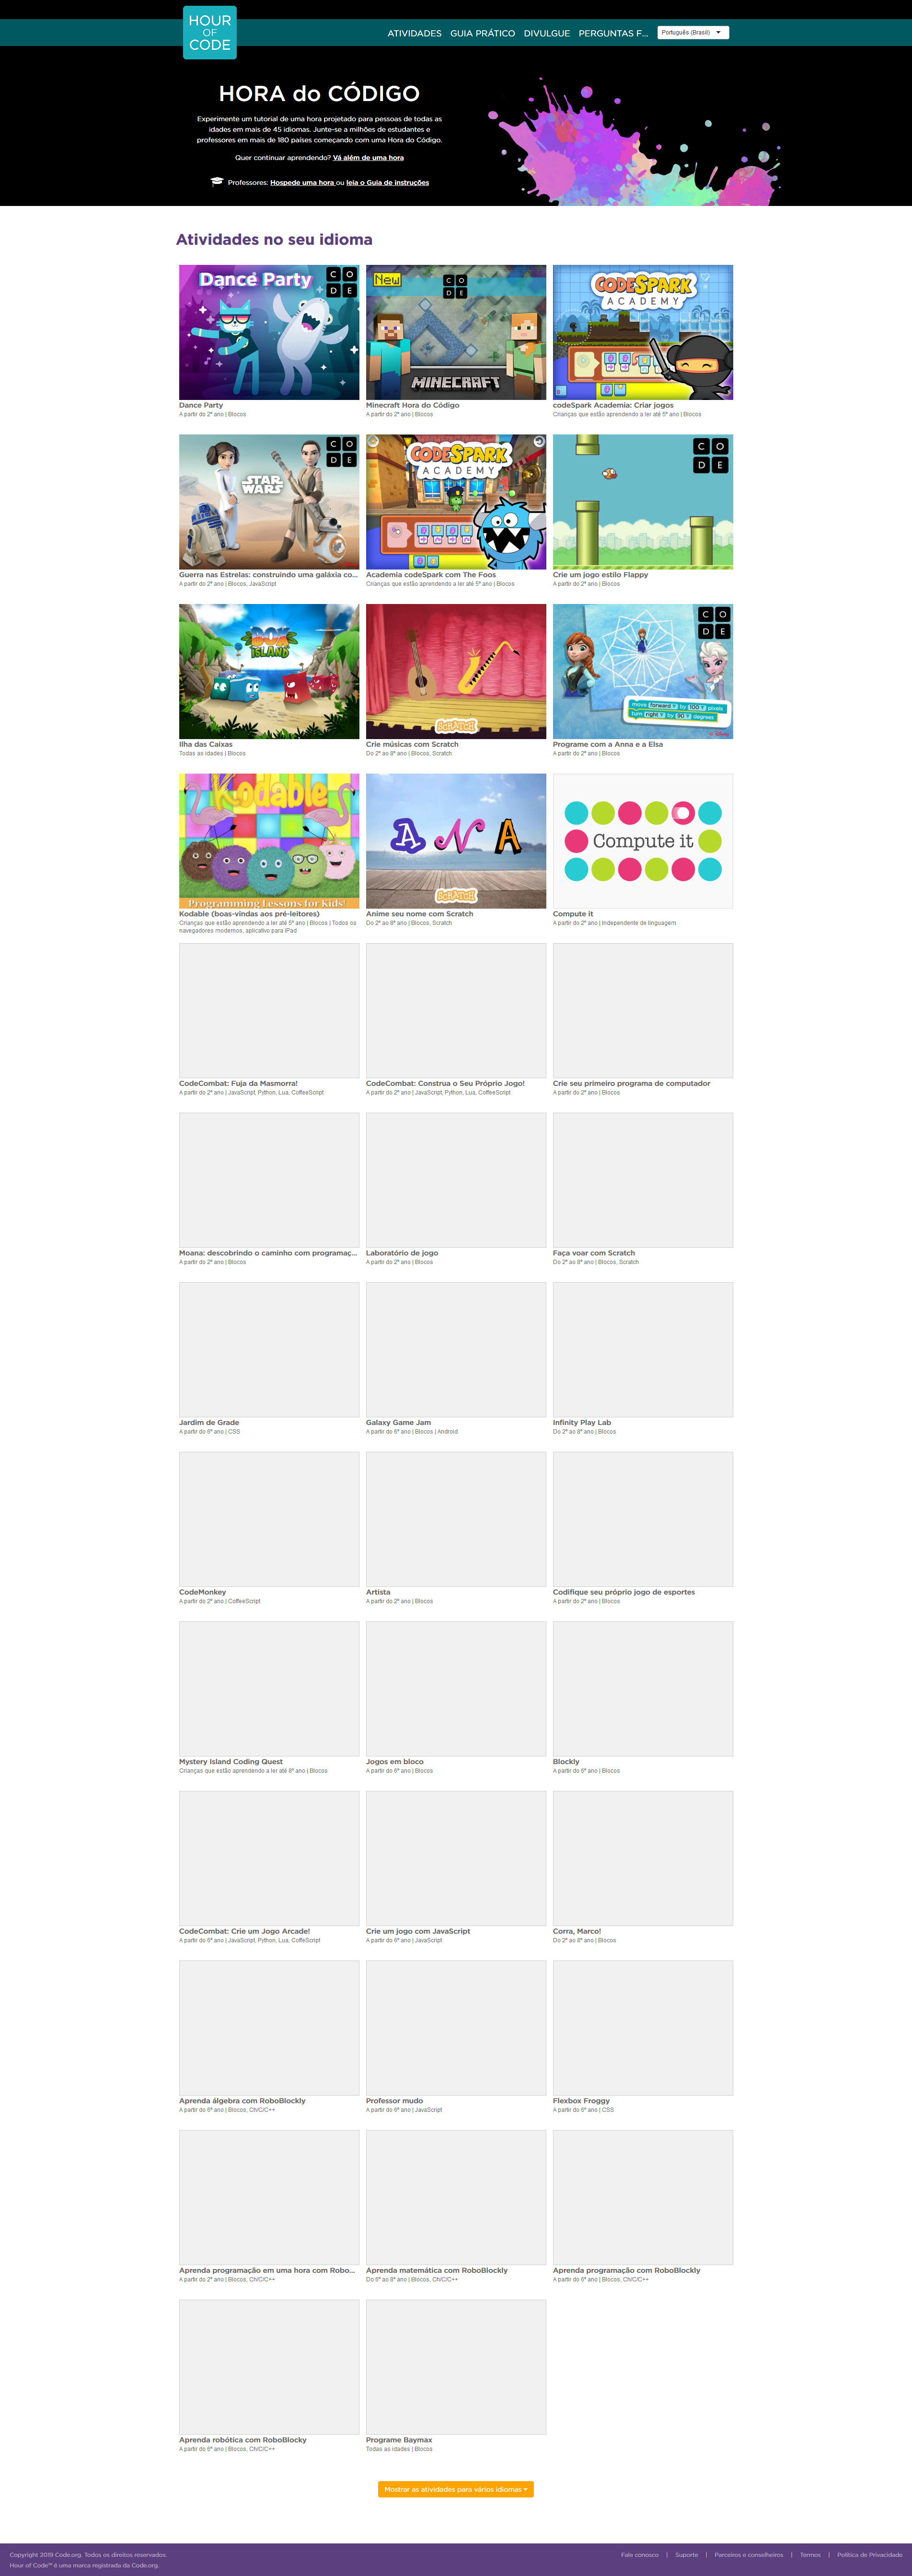 HOUR
OF
CODE
ATIVIDADES GUIA PRÁTICO DIVULGUE PERGUNTAS F...
Português (Brasil)
HORA do CÓDIGO
Experimente um tutorial de uma hora projetado para pessoas de todas as
idades em mais de 45 idiomas. Junte-se a milhões de estudantes e
professores em mais de 180 países começando com uma Hora do Código.
Quer continuar aprendendo? Vá além de uma hora
Professores: Hospede uma hora ou leia o Guia de instruções
Atividades no seu idioma
Dance Party
C O
D E
New
C O
D E
MINECRAFT
CODESPARK
ACADEMY
Dance Party
A partir do 2º ano | Blocos
Minecraft Hora do Código
A partir do 2º ano | Blocos
codeSpark Academia: Criar jogos
Crianças que estão aprendendo a ler até 5º ano | Blocos
STAR
WARS
C O
D E
CODESPARK
ACADEMY
C O
D E
Guerra nas Estrelas: construindo uma galáxia co...
A partir do 2º ano | Blocos, JavaScript
Academia codeSpark com The Foos
Crianças que estão aprendendo a ler até 5º ano | Blocos
Crie um jogo estilo Flappy
A partir do 2º ano | Blocos
BOX
ISLAND
SCRATCH
C O
D E
move forward by 100 pixels
turn right by 90 degrees
© Disney
Ilha das Caixas
Todas as idades | Blocos
Crie músicas com Scratch
Do 2º ao 8º ano | Blocos, Scratch
Programe com a Anna e a Elsa
A partir do 2º ano | Blocos
Kodable
Programming Lessons for Kids!
A N A
SCRATCH
Compute it
Kodable (boas-vindas aos pré-leitores)
Crianças que estão aprendendo a ler até 5º ano | Blocos | Todos os
navegadores modernos, aplicativo para iPad
Anime seu nome com Scratch
Do 2º ao 8º ano | Blocos, Scratch
Compute it
A partir do 2º ano | Independente de linguagem
CodeCombat: Fuja da Masmorra!
A partir do 2º ano | JavaScript, Python, Lua, CoffeeScript
CodeCombat: Construa o Seu Próprio Jogo!
A partir do 2º ano | JavaScript, Python, Lua, CoffeeScript
Crie seu primeiro programa de computador
A partir do 2º ano | Blocos
Moana: descobrindo o caminho com programaç...
A partir do 2º ano | Blocos
Laboratório de jogo
A partir do 2º ano | Blocos
Faça voar com Scratch
Do 2º ao 8º ano | Blocos, Scratch
Jardim de Grade
A partir do 6º ano | CSS
Galaxy Game Jam
A partir do 6º ano | Blocos | Android
Infinity Play Lab
Do 2º ao 8º ano | Blocos
CodeMonkey
A partir do 2º ano | CoffeeScript
Artista
A partir do 2º ano | Blocos
Codifique seu próprio jogo de esportes
A partir do 2º ano | Blocos
Mystery Island Coding Quest
Crianças que estão aprendendo a ler até 8º ano | Blocos
Jogos em bloco
A partir do 6º ano | Blocos
Blockly
A partir do 6º ano | Blocos
CodeCombat: Crie um Jogo Arcade!
A partir do 6º ano | JavaScript, Python, Lua, CoffeScript
Crie um jogo com JavaScript
A partir do 6º ano | JavaScript
Corra, Marco!
Do 2º ao 8º ano | Blocos
Aprenda álgebra com RoboBlockly
A partir do 6º ano | Blocos, Ch/C/C++
Professor mudo
A partir do 6º ano | JavaScript
Flexbox Froggy
A partir do 6º ano | CSS
Aprenda programação em uma hora com Robo...
A partir do 2º ano | Blocos, Ch/C/C++
Aprenda matemática com RoboBlockly
Do 6º ao 8º ano | Blocos, Ch/C/C++
Aprenda programação com RoboBlockly
A partir do 6º ano | Blocos, Ch/C/C++
Aprenda robótica com RoboBlocky
A partir do 6º ano | Blocos, Ch/C/C++
Programe Baymax
Todas as idades | Blocos
Mostrar as atividades para vários idiomas
Copyright 2019 Code.org. Todos os direitos reservados.
Hour of Code™ é uma marca registrada da Code.org.
Fale conosco | Suporte | Parceiros e conselheiros | Termos | Política de Privacidade